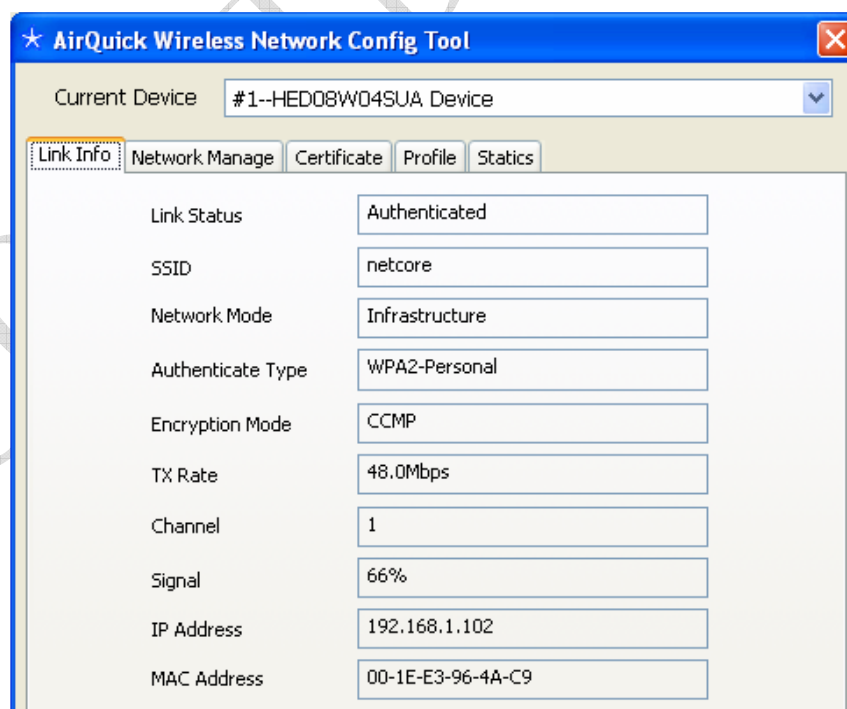 AirQuick Wireless Network Config Tool
Current Device #1--HED08W04SUA Device
Link Info Network Manage Certificate Profile Statics
Link Status Authenticated
SSID netcore
Network Mode Infrastructure
Authenticate Type WPA2-Personal
Encryption Mode CCMP
TX Rate 48.0Mbps
Channel 1
Signal 66%
IP Address 192.168.1.102
MAC Address 00-1E-E3-96-4A-C9